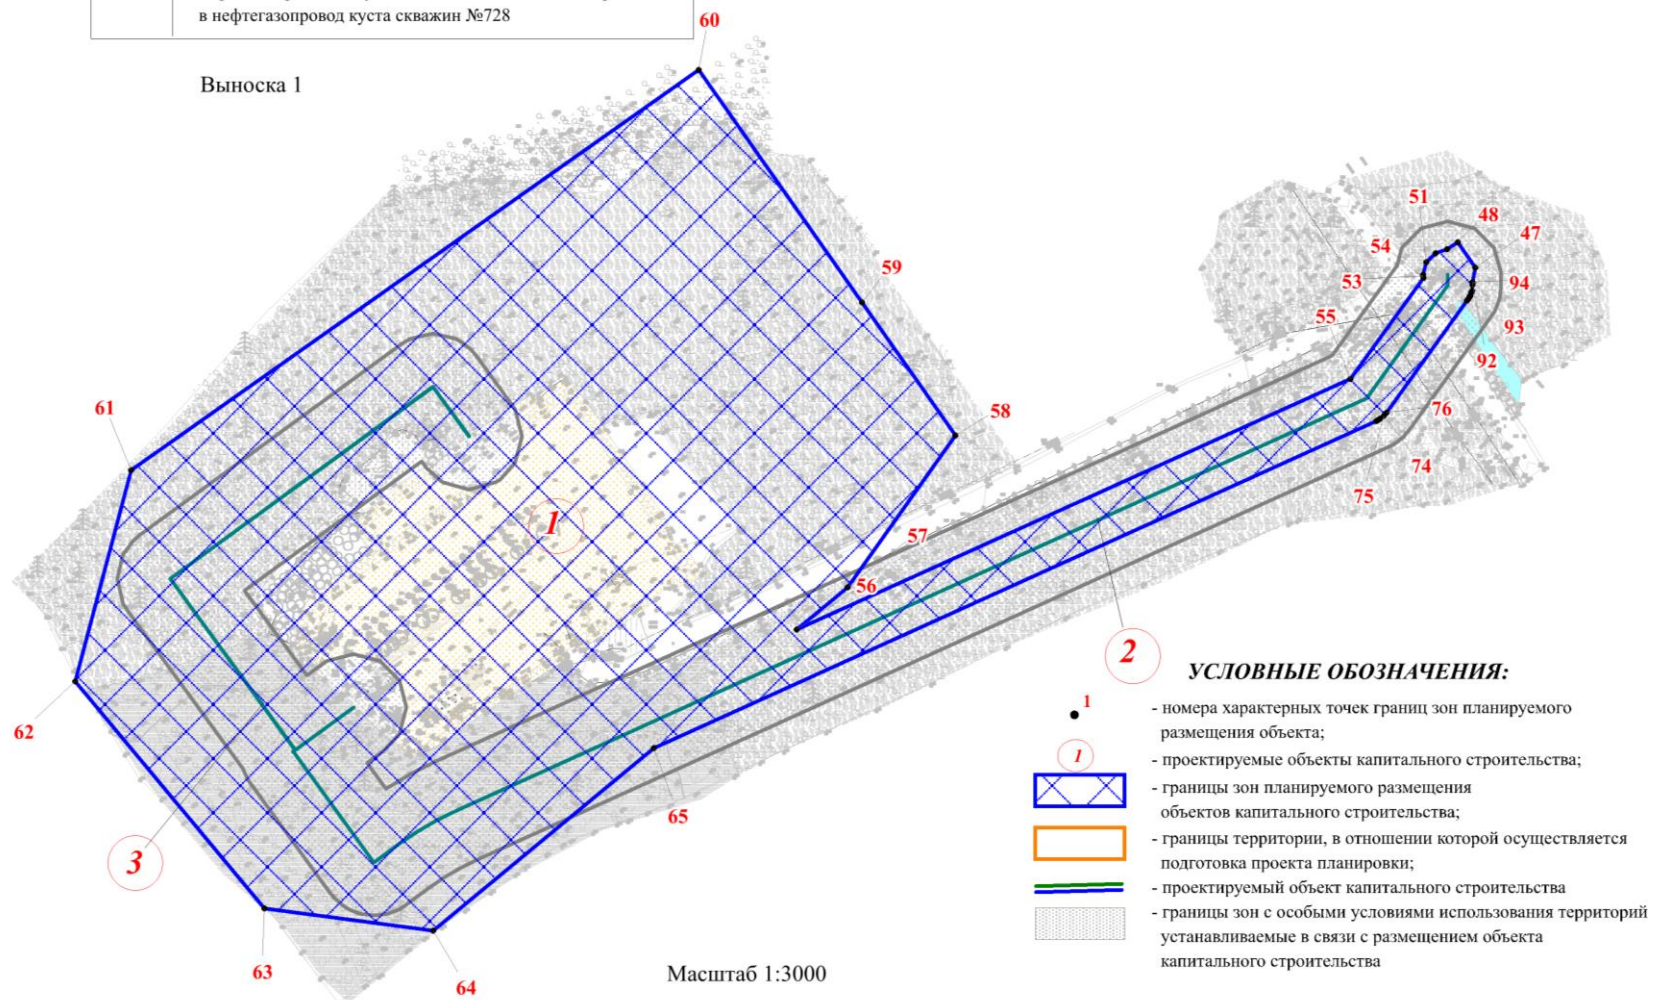 в нефтегазопровод куста скважин №728
Выноска 1
60
59
58
57
56
61
62
63
64
65
51
48
47
54
53
94
55
93
92
76
74
75
1
2
3
УСЛОВНЫЕ ОБОЗНАЧЕНИЯ:
1
- номера характерных точек границ зон планируемого
размещения объекта;
1
- проектируемые объекты капитального строительства;
- границы зон планируемого размещения
объектов капитального строительства;
- границы территории, в отношении которой осуществляется
подготовка проекта планировки;
- проектируемый объект капитального строительства
- границы зон с особыми условиями использования территорий
устанавливаемые в связи с размещением объекта
капитального строительства
Масштаб 1:3000